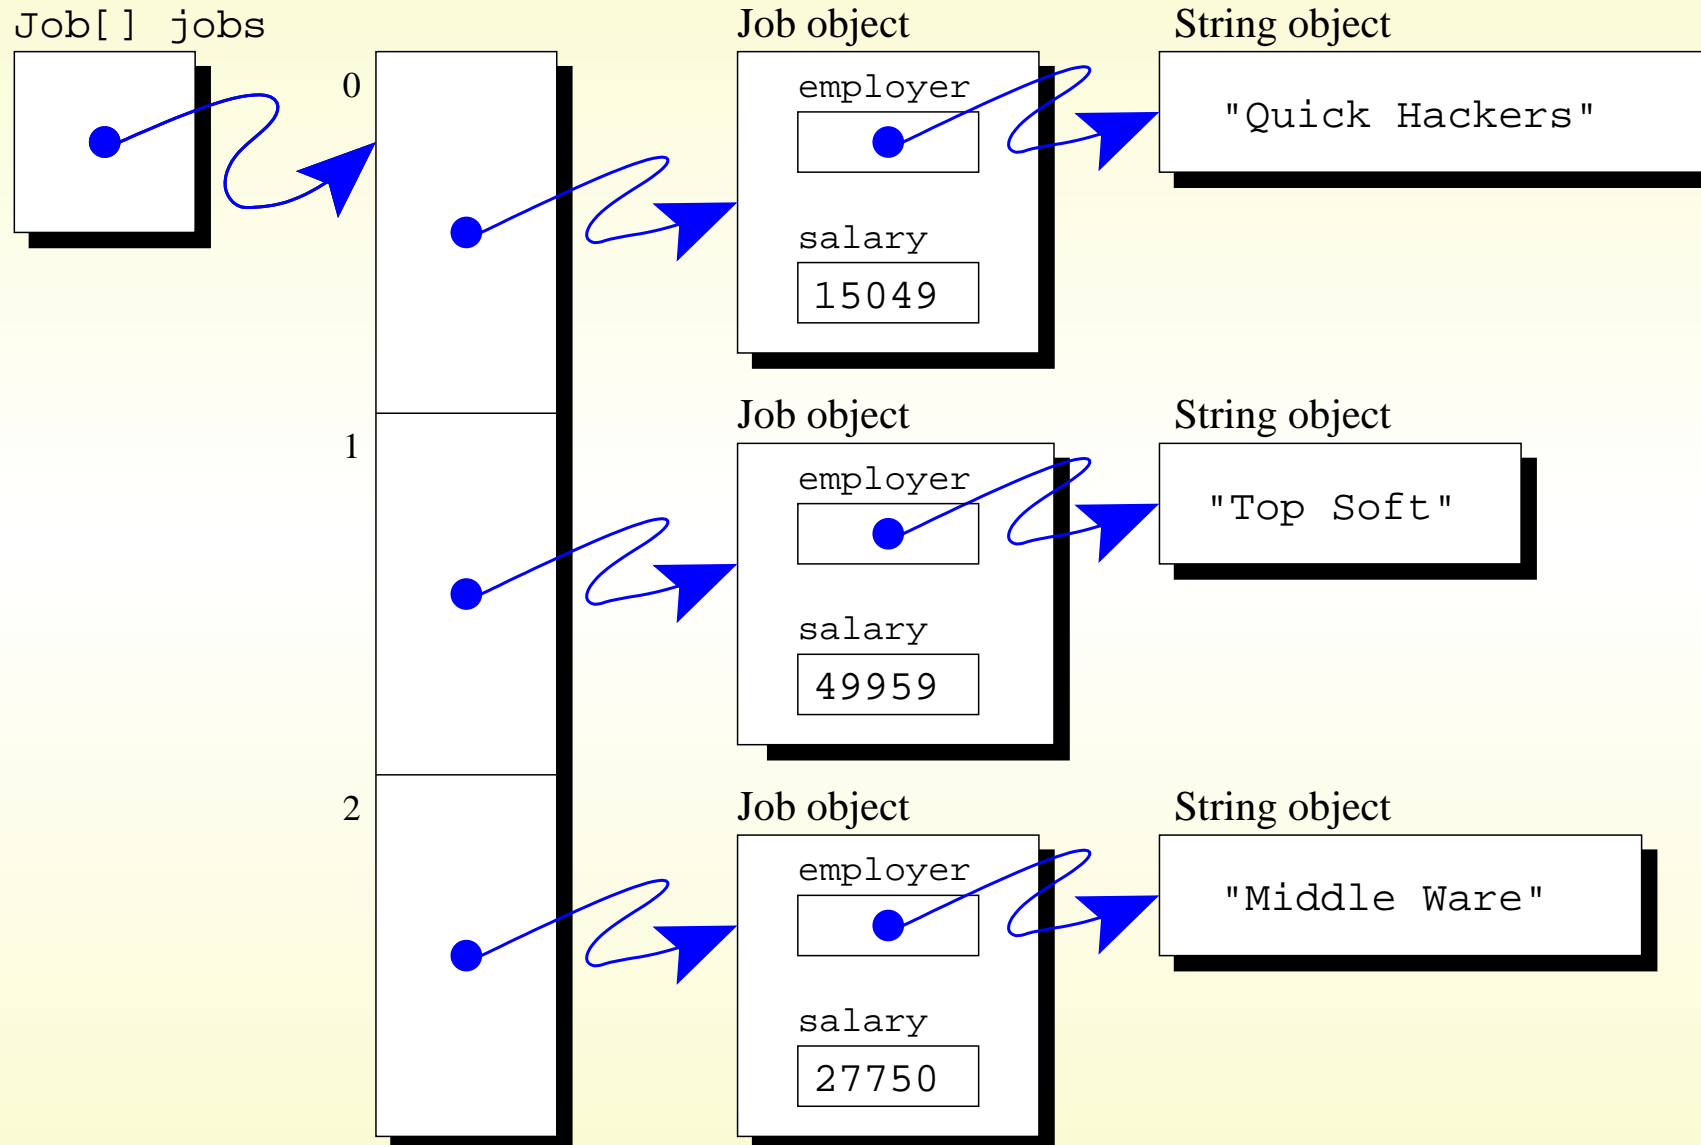 Job[] jobs
0
Job object
employer
salary
15049
String object
"Quick Hackers"
1
Job object
employer
salary
49959
String object
"Top Soft"
2
Job object
employer
salary
27750
String object
"Middle Ware"